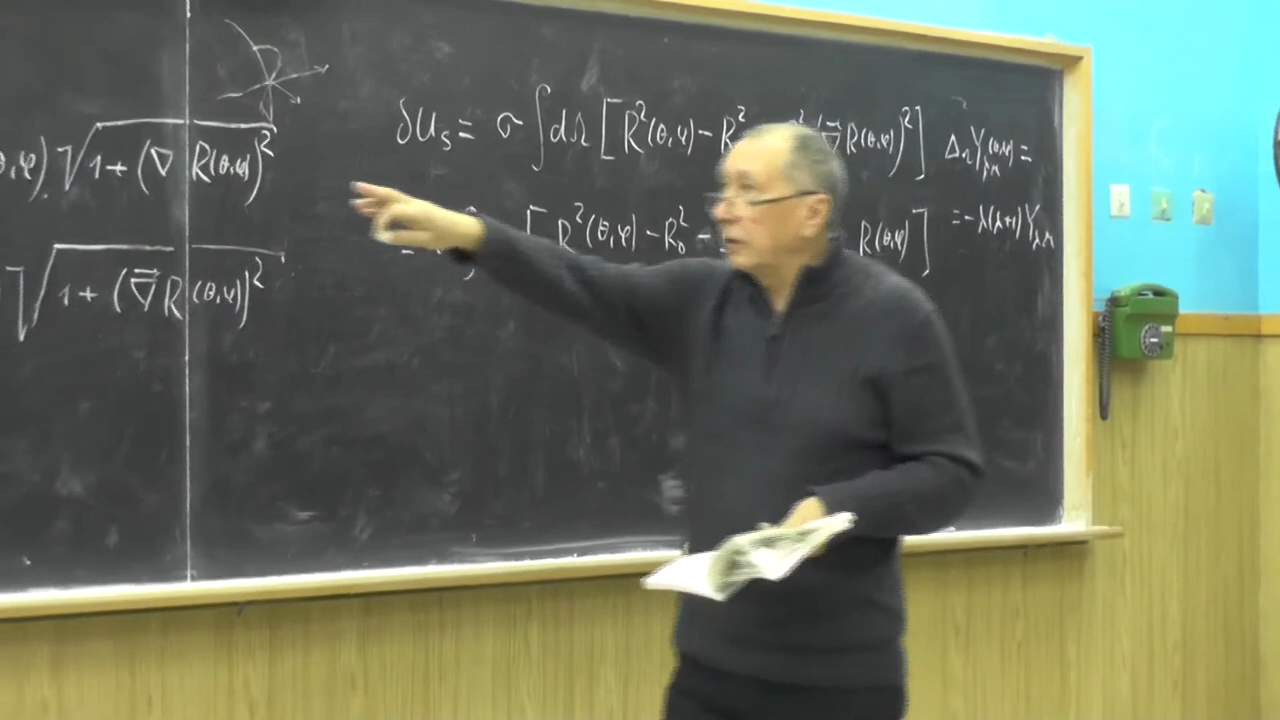 θ,φ) √1+(∇ R(θ,φ))²
√1+(∇⃗R(θ,φ))²
δU_s = σ∫dΩ [R²(θ,φ) − R² (∇⃗R(θ,φ))²]
[R²(θ,φ) − R₀² − R(θ,φ)]
Δ_Ω Y_λμ(θ,φ) =
= −λ(λ+1)Y_λμ